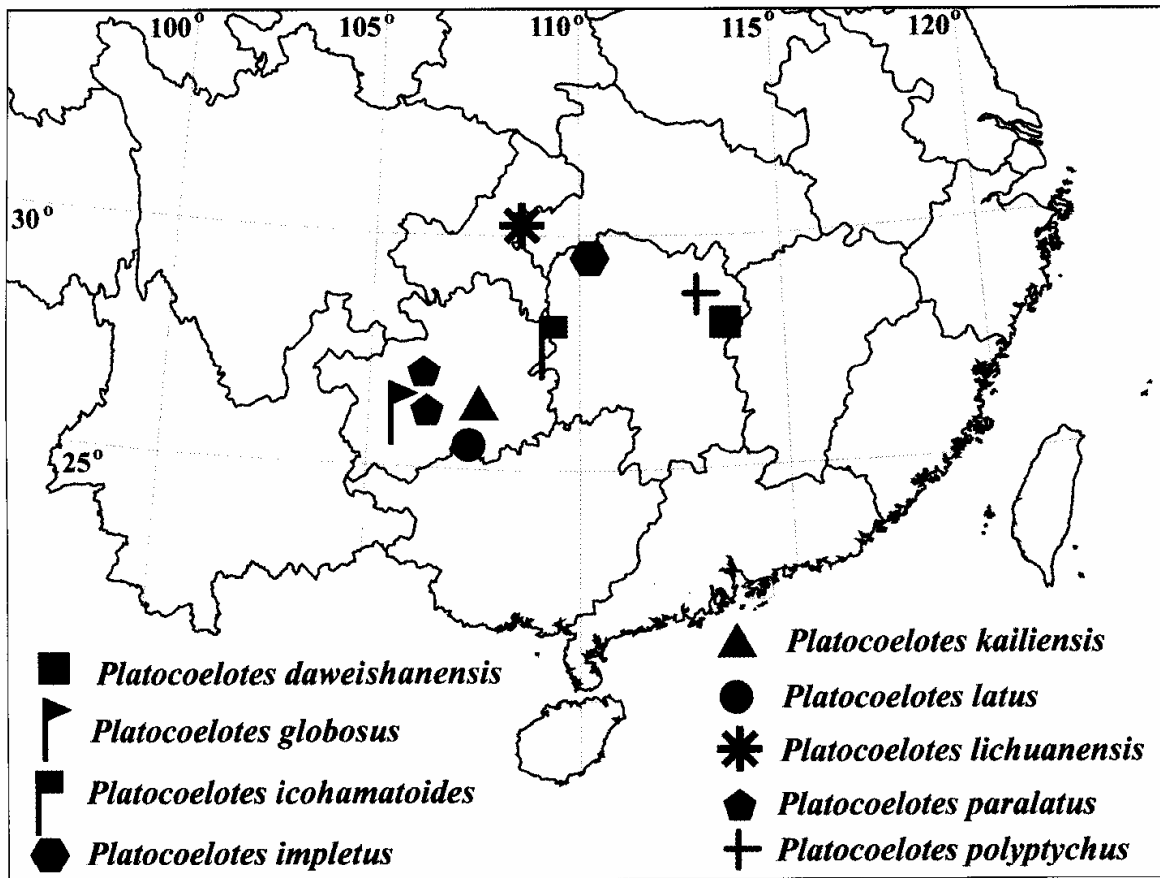 100° 105° 110° 115° 120°
30°
25°
Platocoelotes daweishanensis
Platocoelotes globosus
Platocoelotes icohamatoides
Platocoelotes impletus
Platocoelotes kailiensis
Platocoelotes latus
Platocoelotes lichuanensis
Platocoelotes paralatus
Platocoelotes polyptychus